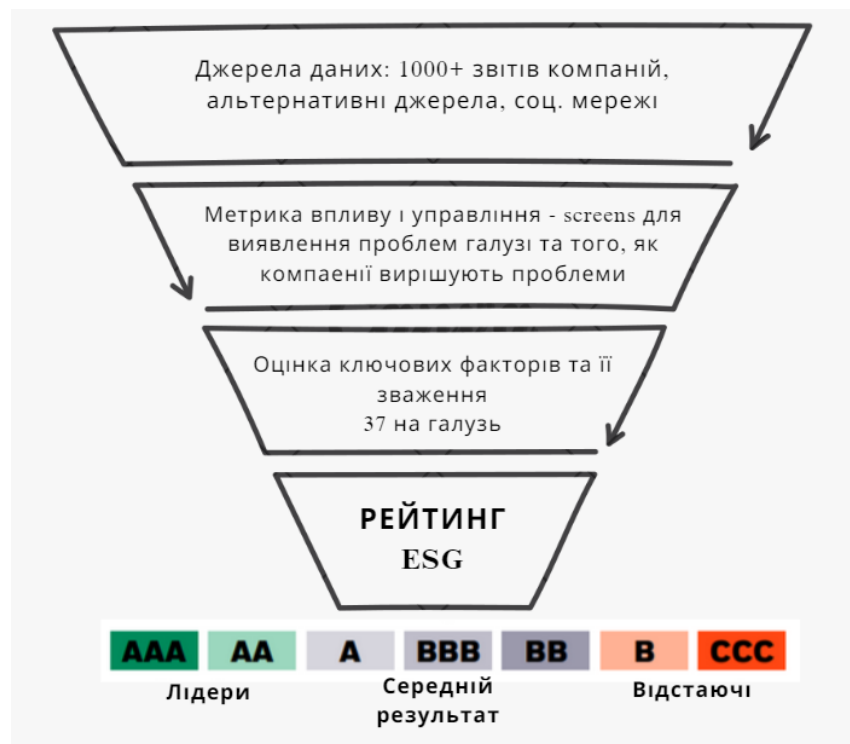 Джерела даних: 1000+ звітів компаній,
альтернативні джерела, соц. мережі
Метрика впливу і управління - screens для
виявлення проблем галузі та того, як
компаенії вирішують проблеми
Оцінка ключових факторів та її
зваження
37 на галузь
РЕЙТИНГ
ESG
AAA AA A BBB BB B CCC
Лідери Середній Відстаючі
результат